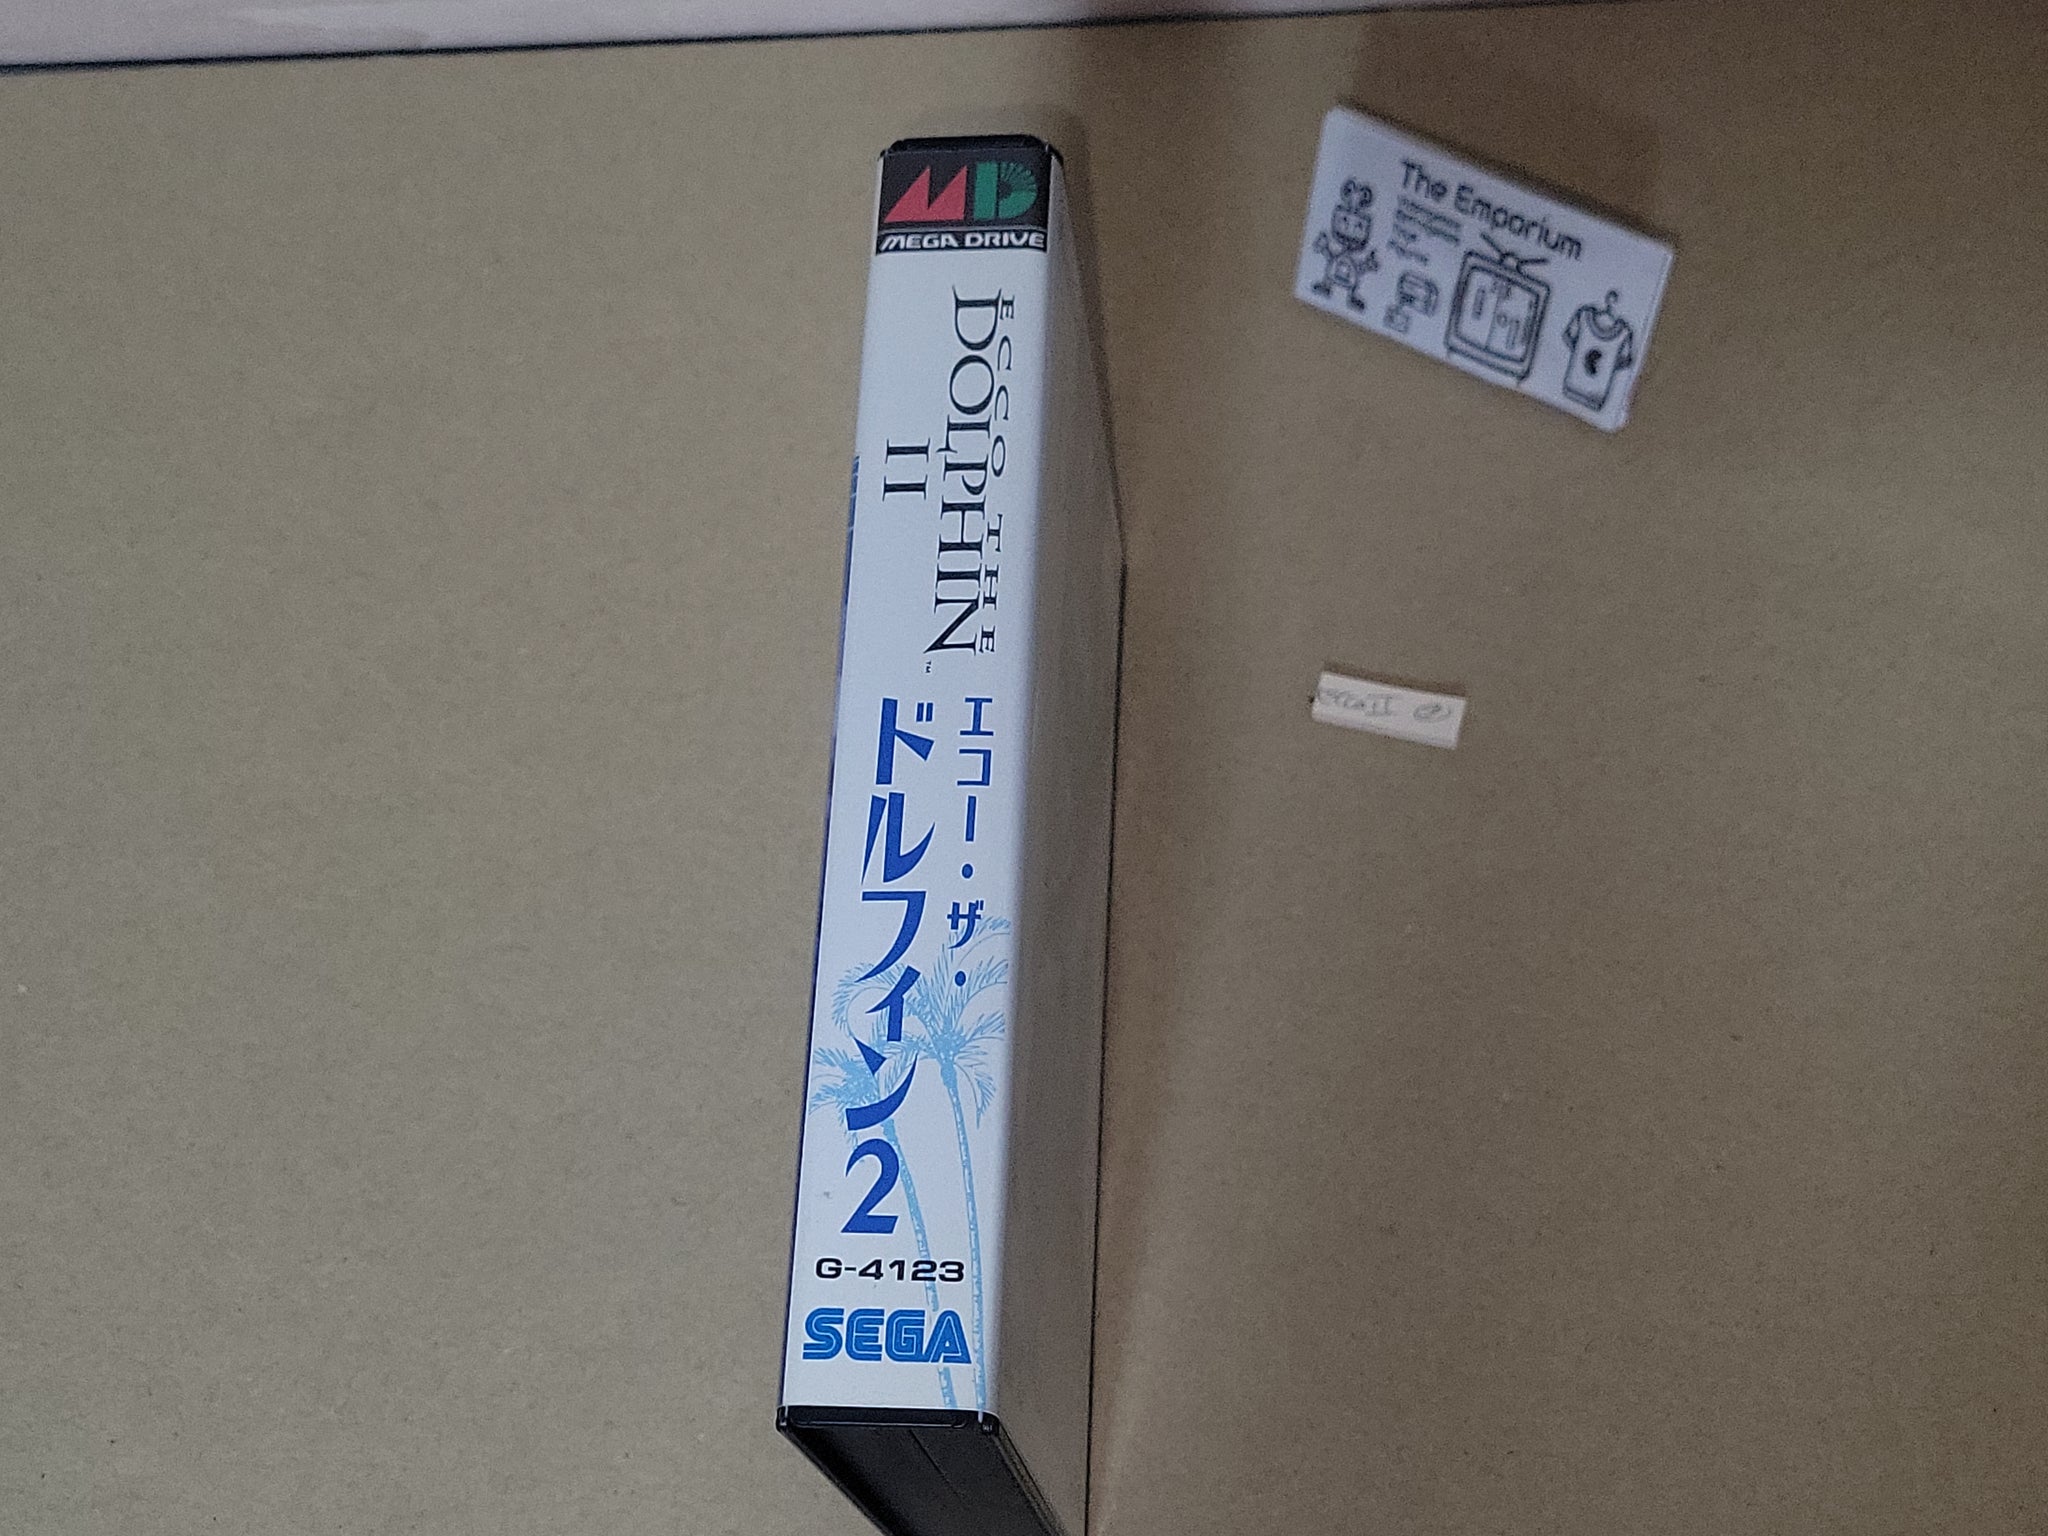 MD
MEGA DRIVE
ECCO THE
DOLPHIN™
II
エコー・ザ・
ドルフィン2
G-4123
SEGA
The Emporium